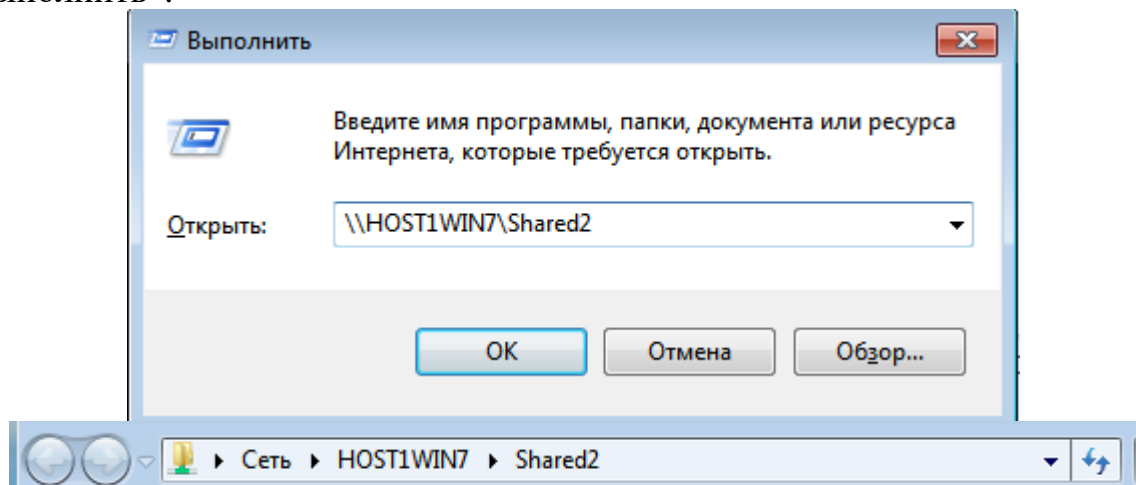 Выполнить
Введите имя программы, папки, документа или ресурса
Интернета, которые требуется открыть.
Открыть: \\HOST1WIN7\Shared2
ОК Отмена Обзор...
Сеть HOST1WIN7 Shared2